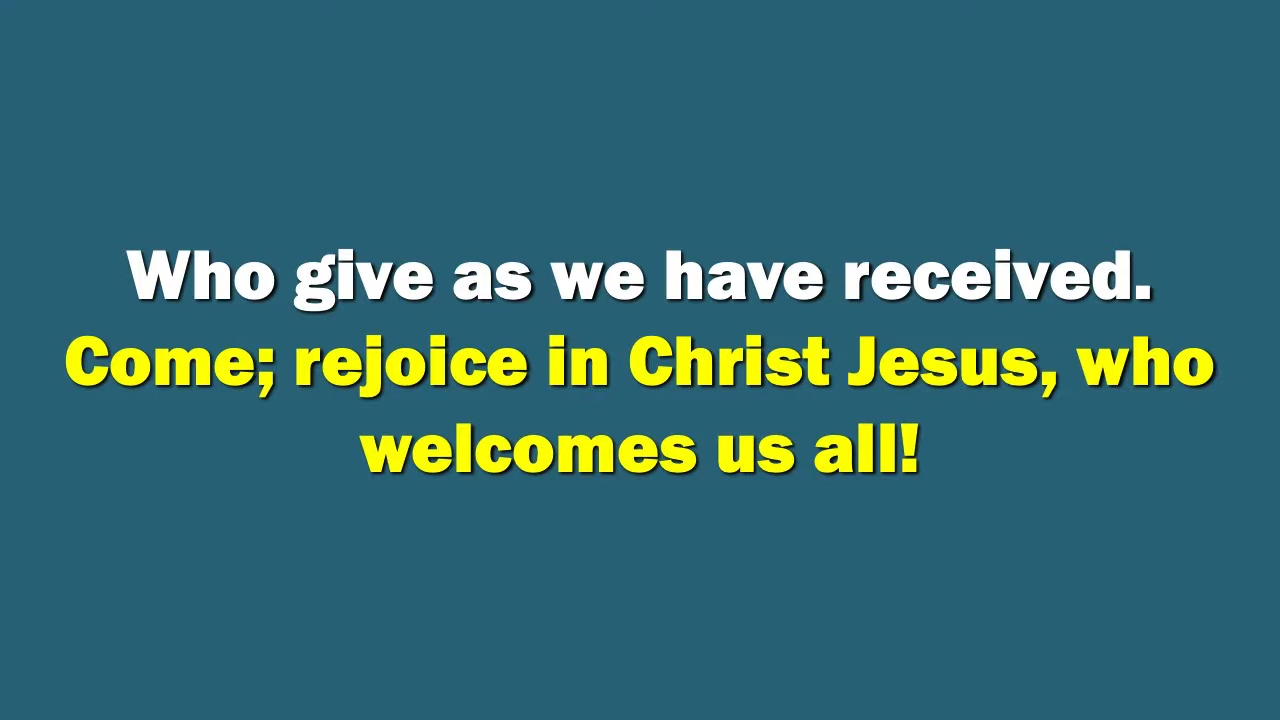 Who give as we have received.
Come; rejoice in Christ Jesus, who
welcomes us all!